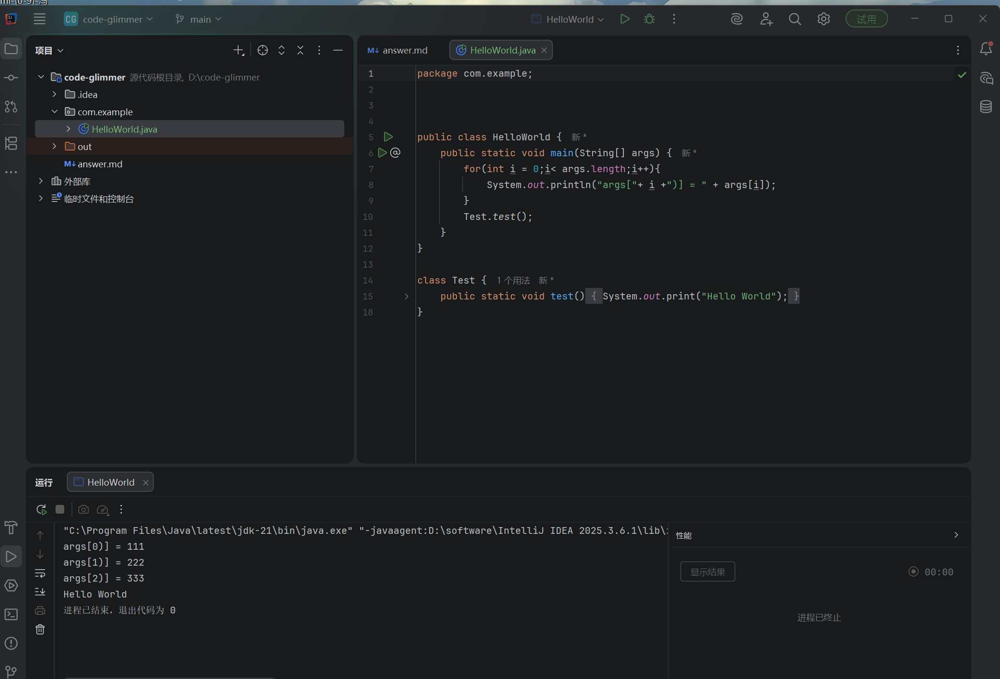 CG code-glimmer
main
HelloWorld
试用
项目
code-glimmer 源代码根目录, D:\code-glimmer
.idea
com.example
HelloWorld.java
out
M↓ answer.md
外部库
临时文件和控制台
M↓ answer.md
HelloWorld.java
1 package com.example;
2
3
4
5 public class HelloWorld { 新 *
6 @ public static void main(String[] args) { 新 *
7 for(int i = 0;i< args.length;i++){
8 System.out.println("args["+ i +")] = " + args[i]);
9 }
10 Test.test();
11 }
12 }
13
14 class Test { 1 个用法 新 *
15 public static void test() { System.out.print("Hello World"); }
18 }
运行
HelloWorld
"C:\Program Files\Java\latest\jdk-21\bin\java.exe" "-javaagent:D:\software\IntelliJ IDEA 2025.3.6.1\lib\
args[0)] = 111
args[1)] = 222
args[2)] = 333
Hello World
进程已结束，退出代码为 0
性能
显示结果
00:00
进程已终止